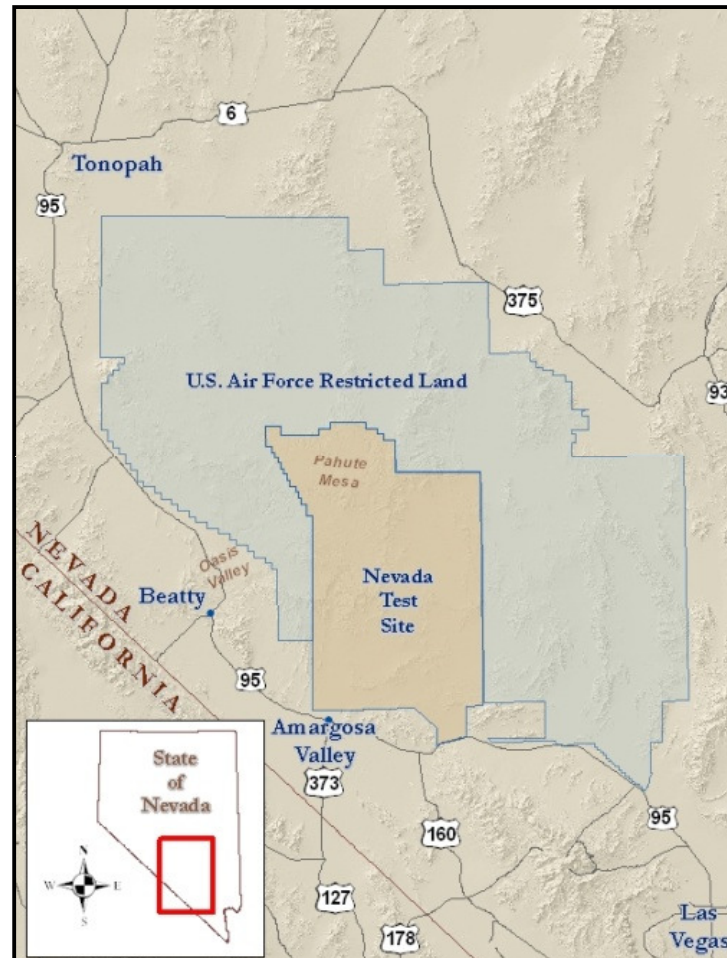 6
Tonopah
95
375
U.S. Air Force Restricted Land
93
Pahute
Mesa
Oasis
Valley
NEVADA
CALIFORNIA
Beatty
Nevada
Test
Site
95
Amargosa
Valley
373
State
of
Nevada
N
W E
S
160
95
127
178
Las
Vegas